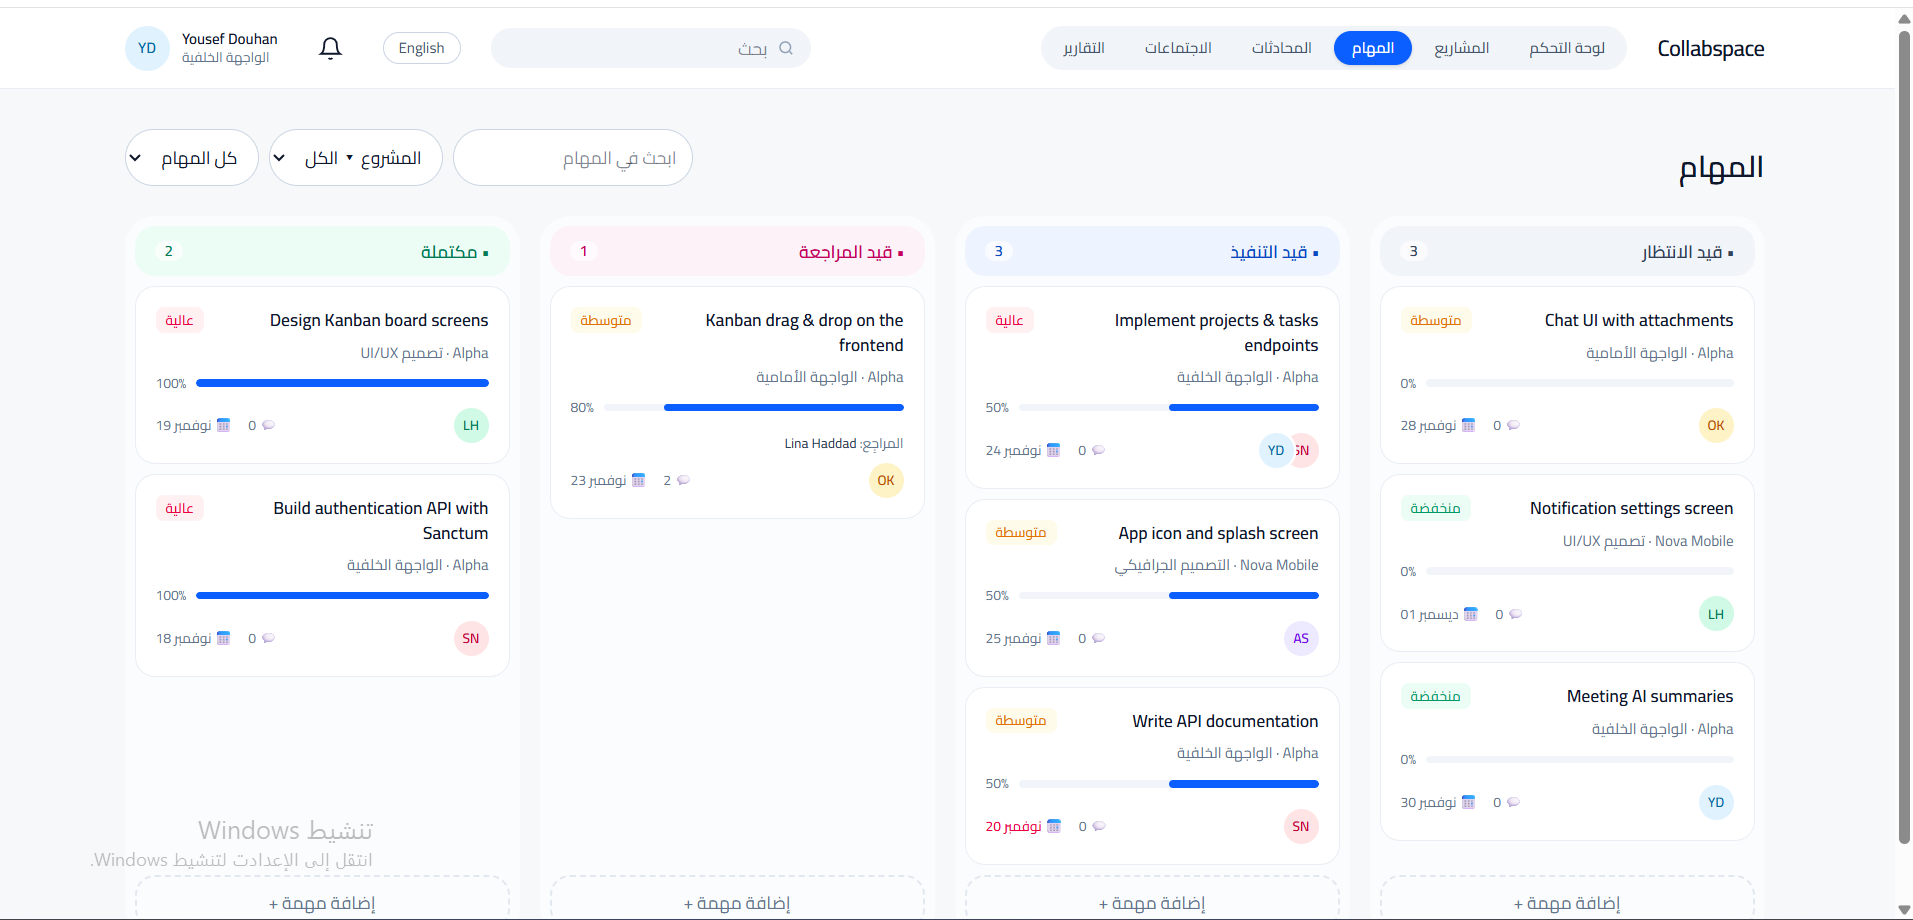 Collabspace
لوحة التحكم
المشاريع
المهام
المحادثات
الاجتماعات
التقارير
بحث
English
Yousef Douhan
الواجهة الخلفية
YD
المهام
ابحث في المهام
المشروع ▾ الكل
كل المهام
▪ قيد الانتظار
3
Chat UI with attachments
متوسطة
Alpha · الواجهة الأمامية
0%
OK
0
نوفمبر 28
Notification settings screen
منخفضة
Nova Mobile · تصميم UI/UX
0%
LH
0
ديسمبر 01
Meeting AI summaries
منخفضة
Alpha · الواجهة الخلفية
0%
YD
0
نوفمبر 30
إضافة مهمة +
▪ قيد التنفيذ
3
Implement projects & tasks
endpoints
عالية
Alpha · الواجهة الخلفية
50%
SN
YD
0
نوفمبر 24
App icon and splash screen
متوسطة
Nova Mobile · التصميم الجرافيكي
50%
AS
0
نوفمبر 25
Write API documentation
متوسطة
Alpha · الواجهة الخلفية
50%
SN
0
نوفمبر 20
إضافة مهمة +
▪ قيد المراجعة
1
Kanban drag & drop on the
frontend
متوسطة
Alpha · الواجهة الأمامية
80%
المراجع: Lina Haddad
OK
2
نوفمبر 23
إضافة مهمة +
▪ مكتملة
2
Design Kanban board screens
عالية
Alpha · تصميم UI/UX
100%
LH
0
نوفمبر 19
Build authentication API with
Sanctum
عالية
Alpha · الواجهة الخلفية
100%
SN
0
نوفمبر 18
إضافة مهمة +
تنشيط Windows
انتقل إلى الإعدادت لتنشيط Windows.